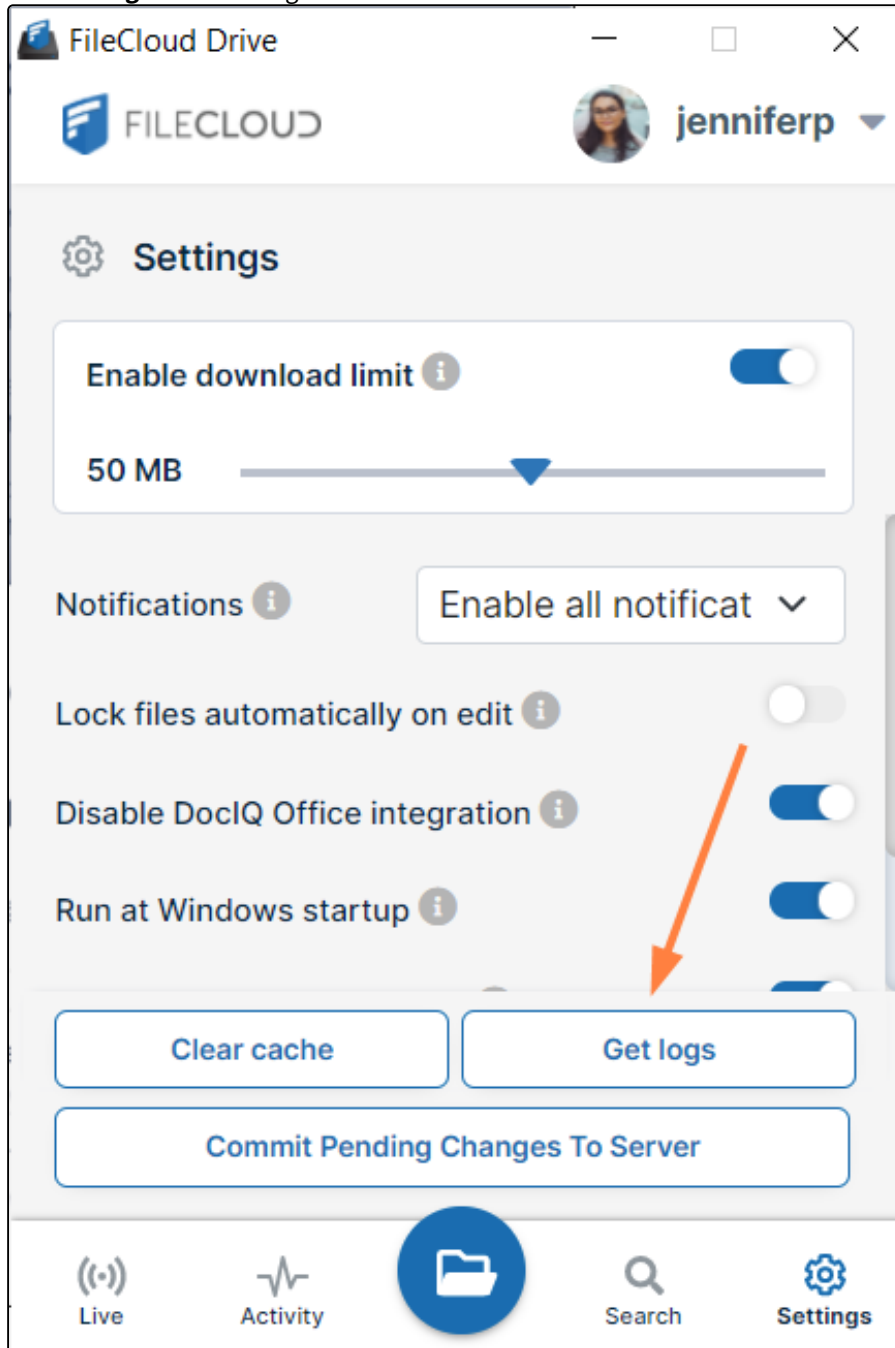 FileCloud Drive
FILECLOUD
jenniferp
Settings
Enable download limit
50 MB
Notifications
Enable all notificat
Lock files automatically on edit
Disable DocIQ Office integration
Run at Windows startup
Clear cache
Get logs
Commit Pending Changes To Server
Live
Activity
Search
Settings